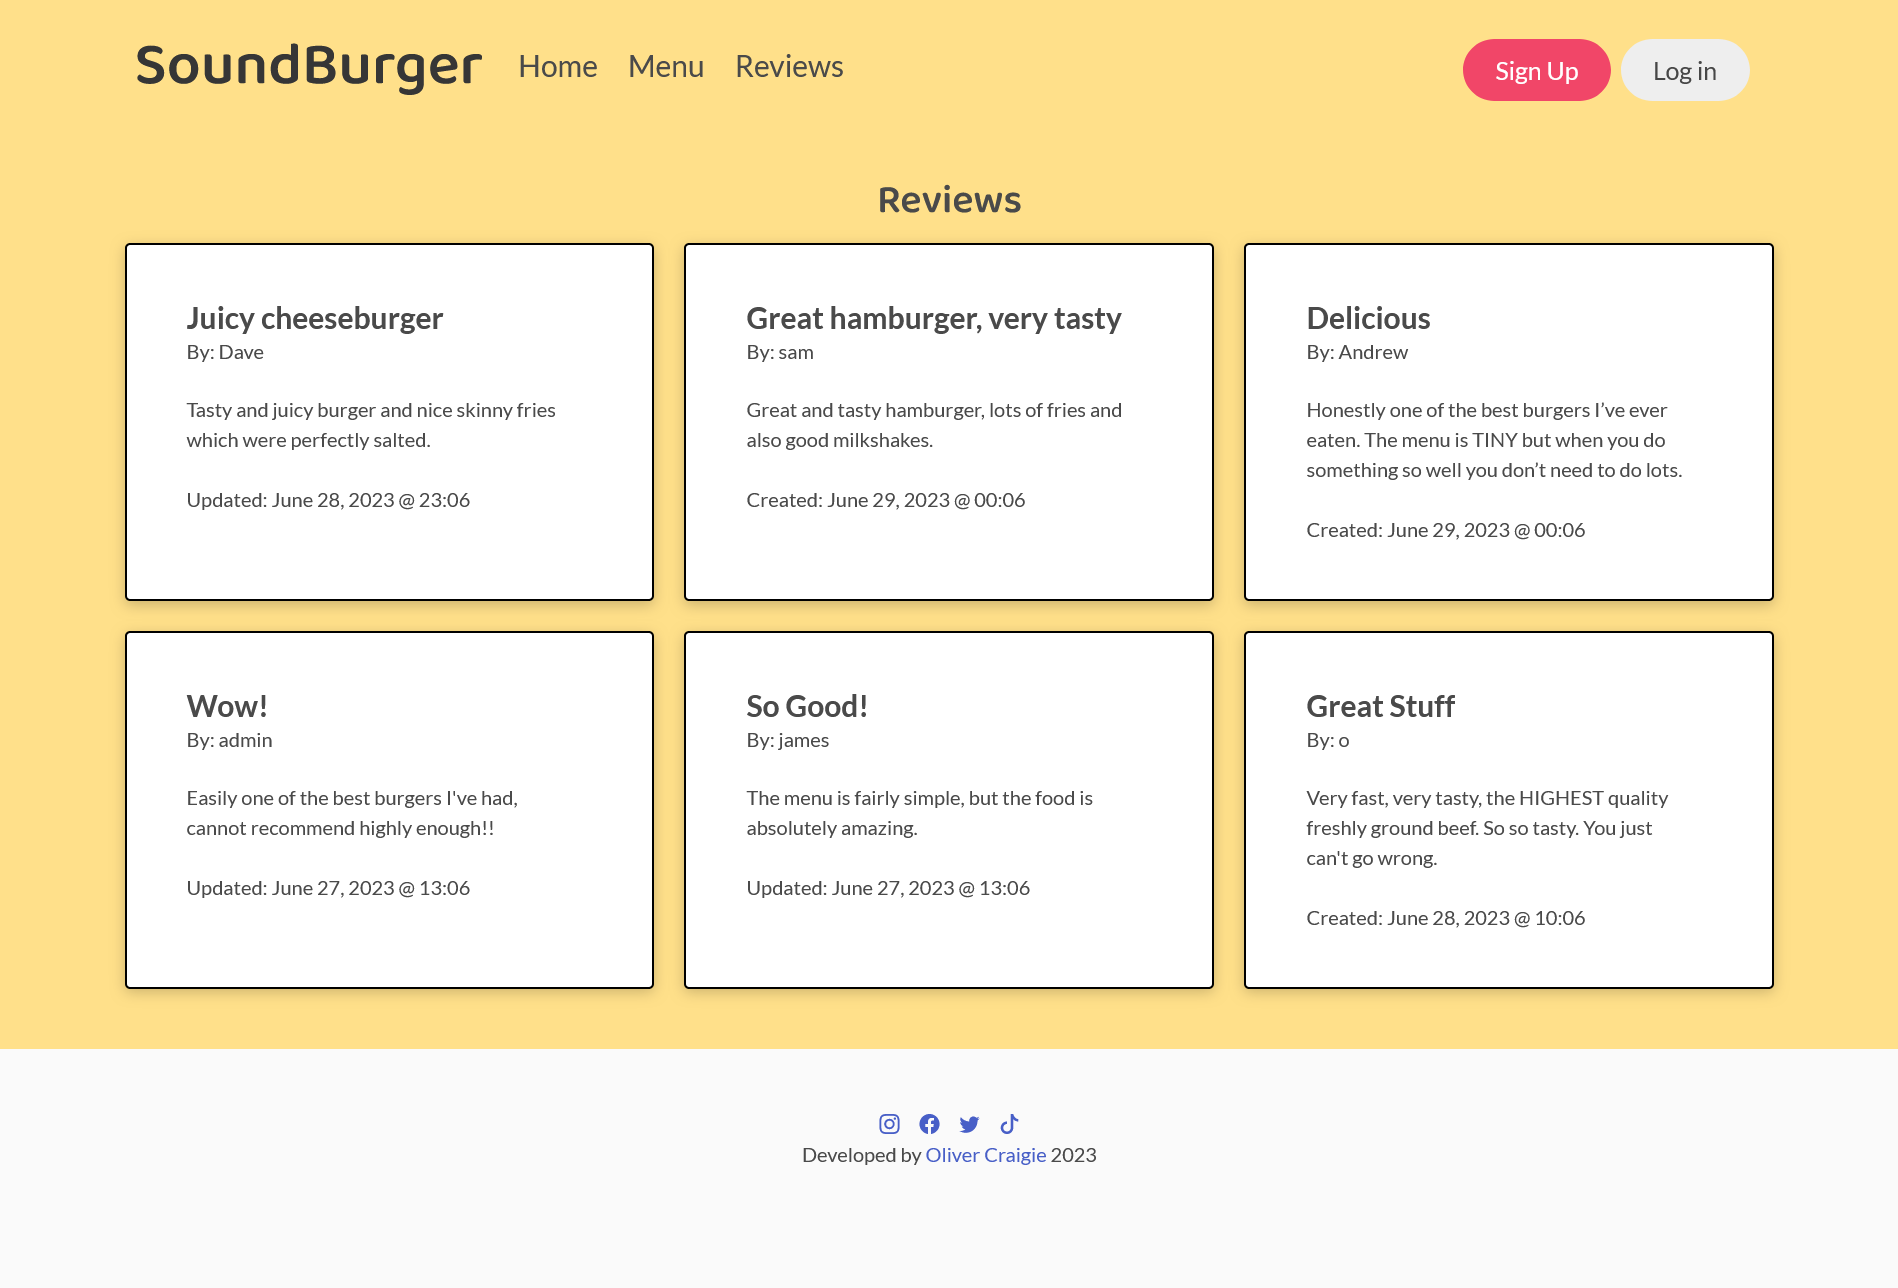 SoundBurger
Home
Menu
Reviews
Sign Up
Log in
Reviews
Juicy cheeseburger
By: Dave
Tasty and juicy burger and nice skinny fries
which were perfectly salted.
Updated: June 28, 2023 @ 23:06
Great hamburger, very tasty
By: sam
Great and tasty hamburger, lots of fries and
also good milkshakes.
Created: June 29, 2023 @ 00:06
Delicious
By: Andrew
Honestly one of the best burgers I’ve ever
eaten. The menu is TINY but when you do
something so well you don’t need to do lots.
Created: June 29, 2023 @ 00:06
Wow!
By: admin
Easily one of the best burgers I've had,
cannot recommend highly enough!!
Updated: June 27, 2023 @ 13:06
So Good!
By: james
The menu is fairly simple, but the food is
absolutely amazing.
Updated: June 27, 2023 @ 13:06
Great Stuff
By: o
Very fast, very tasty, the HIGHEST quality
freshly ground beef. So so tasty. You just
can't go wrong.
Created: June 28, 2023 @ 10:06
Developed by Oliver Craigie 2023